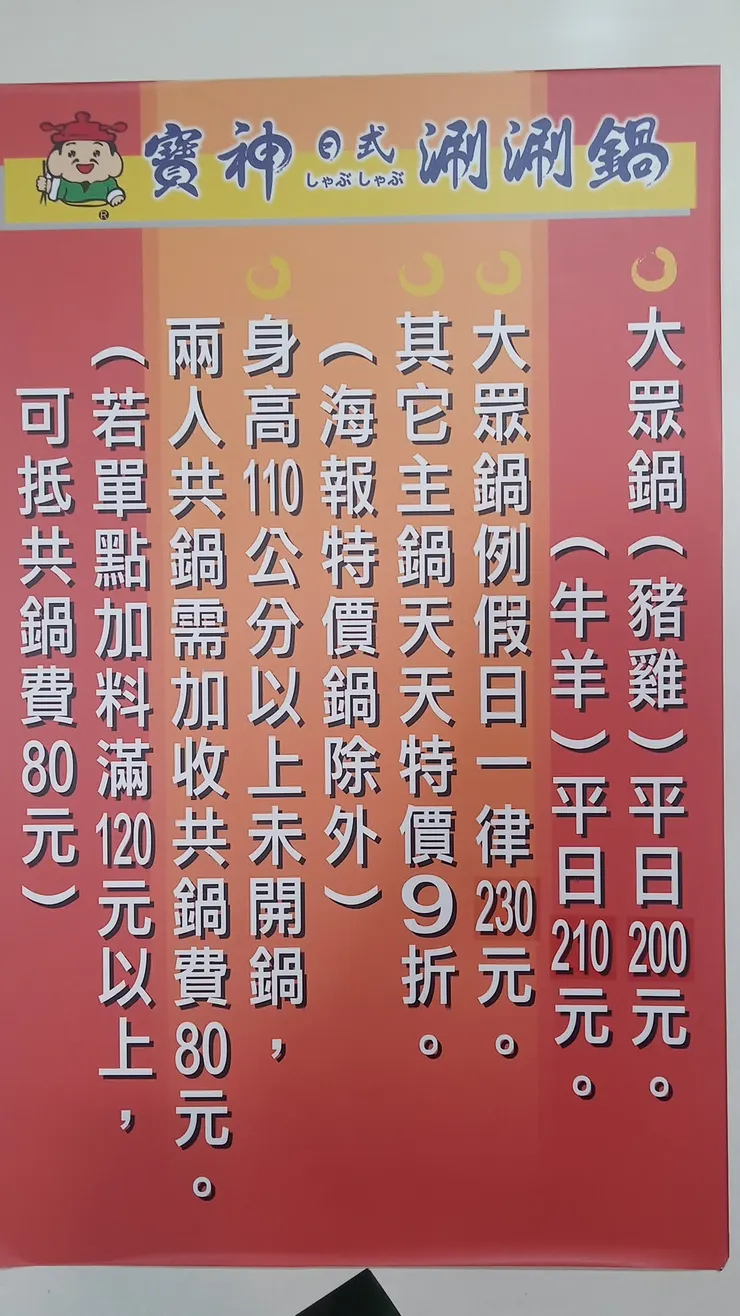 寶神日式涮涮鍋
しゃぶしゃぶ
®
大眾鍋（豬雞）平日200元。
（牛羊）平日210元。
大眾鍋例假日一律230元。
其它主鍋天天特價9折。
（海報特價鍋除外）
身高110公分以上未開鍋，
兩人共鍋需加收共鍋費80元。
（若單點加料滿120元以上，
可抵共鍋費80元）